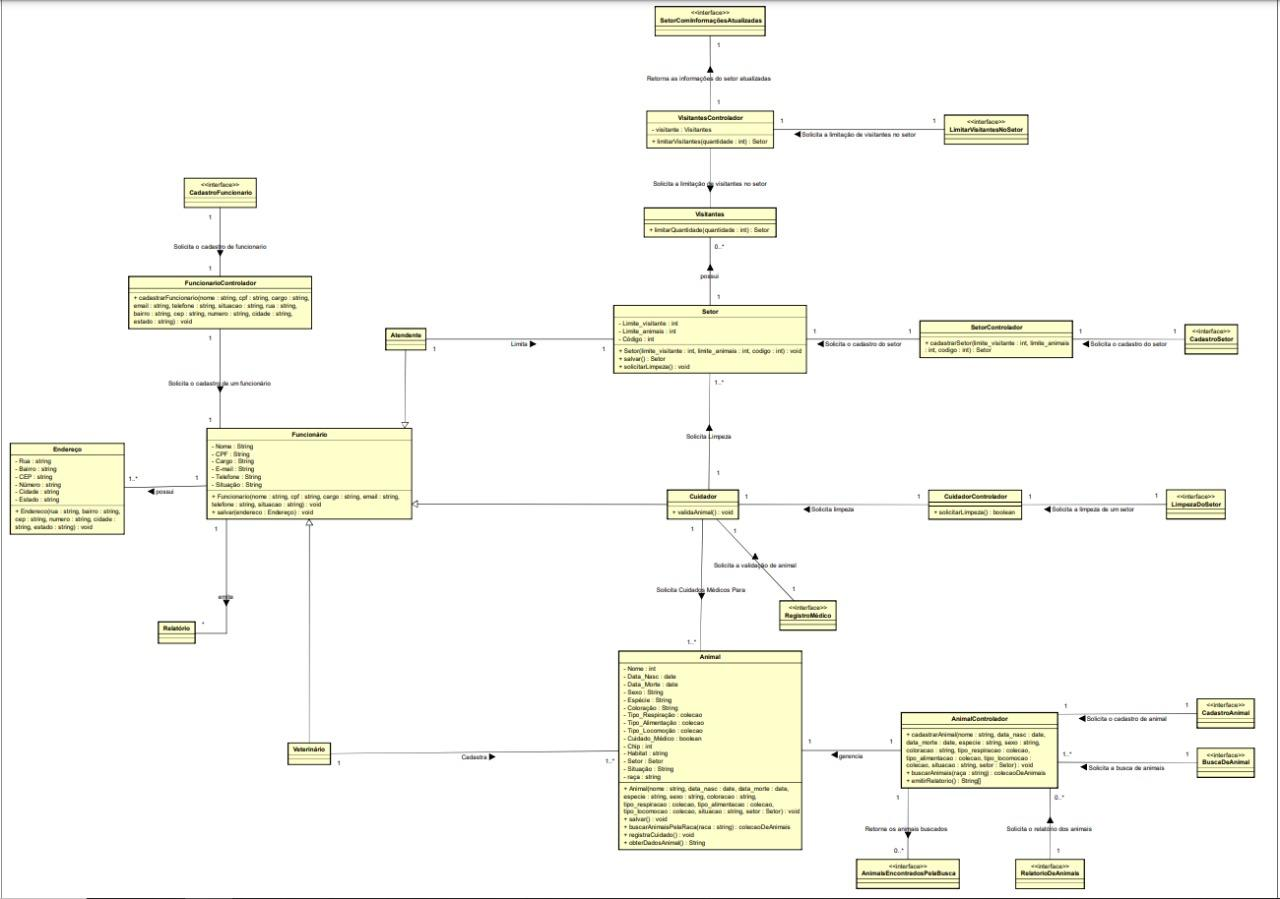 <<interface>>
SetorComInformaçõesAtualizadas
1
Retorna as informações do setor atualizadas
1
VisitantesControlador
- visitante : Visitantes
+ limitarVisitantes(quantidade : int) : Setor
1
Solicita a limitação de visitantes no setor
1
<<interface>>
LimitarVisitantesNoSetor
Solicita a limitação de visitantes no setor
Visitantes
+ limitarQuantidade(quantidade : int) : Setor
0..*
possui
1
<<interface>>
CadastroFuncionario
1
Solicita o cadastro de funcionario
1
FuncionarioControlador
+ cadastrarFuncionario(nome : string, cpf : string, cargo : string,
email : string, telefone : string, situacao : string, rua : string,
bairro : string, cep : string, numero : string, cidade : string,
estado : string) : void
1
Solicita o cadastro de um funcionário
1
Atendente
1
Limita
1
Setor
- Limite_visitante : int
- Limite_animais : int
- Código : int
+ Setor(limite_visitante : int, limite_animais : int, código : int) : void
+ salvar() : Setor
+ solicitarLimpeza() : void
1
Solicita o cadastro do setor
1
SetorControlador
+ cadastrarSetor(limite_visitante : int, limite_animais
: int, codigo : int) : Setor
1
Solicita o cadastro do setor
1
<<interface>>
CadastroSetor
1..*
Solicita Limpeza
1
Endereço
- Rua : string
- Bairro : string
- CEP : string
- Número : string
- Cidade : string
- Estado : string
+ Endereco(rua : string, bairro : string,
cep : string, numero : string, cidade :
string, estado : string) : void
1..*
possui
1
Funcionário
- Nome : String
- CPF : String
- Cargo : String
- E-mail : String
- Telefone : String
- Situação : String
+ Funcionario(nome : string, cpf : string, cargo : string, email : string,
telefone : string, situacao : string) : void
+ salvar(endereco : Endereço) : void
1
emite
*
Relatório
Cuidador
+ validaAnimal() : void
1
Solicita limpeza
1
CuidadorControlador
+ solicitarLimpeza() : boolean
1
Solicita a limpeza de um setor
1
<<interface>>
LimpezaDoSetor
1
Solicita Cuidados Médicos Para
1..*
1
Solicita a validação de animal
1
<<interface>>
RegistroMédico
Veterinário
1
Cadastra
1..*
Animal
- Nome : int
- Data_Nasc : date
- Data_Morte : date
- Sexo : String
- Espécie : String
- Coloração : String
- Tipo_Respiração : colecao
- Tipo_Alimentação : colecao
- Tipo_Locomoção : colecao
- Cuidado_Médico : boolean
- Chip : int
- Habitat : string
- Setor : Setor
- Situação : String
- raça : string
+ Animal(nome : string, data_nasc : date, data_morte : date,
especie : string, sexo : string, coloracao : string,
tipo_respiracao : colecao, tipo_alimentacao : colecao,
tipo_locomocao : colecao, situacao : string, setor : Setor) : void
+ salvar() : void
+ buscarAnimaisPelaRaca(raca : string) : colecaoDeAnimais
+ registraCuidado() : void
+ obterDadosAnimal() : String
1
gerencia
1
AnimalControlador
+ cadastrarAnimal(nome : string, data_nasc : date,
data_morte : date, especie : string, sexo : string,
coloracao : string, tipo_respiracao : colecao,
tipo_alimentacao : colecao, tipo_locomocao :
colecao, situacao : string, setor : Setor) : void
+ buscarAnimais(raça : string) : colecaoDeAnimais
+ emitirRelatorio() : String[]
1
Solicita o cadastro de animal
1
<<interface>>
CadastroAnimal
1..*
Solicita a busca de animais
1
<<interface>>
BuscaDeAnimal
1
Retorna os animais buscados
0..*
<<interface>>
AnimaisEncontradosPelaBusca
0..*
Solicita o relatório dos animais
1
<<interface>>
RelatorioDeAnimais